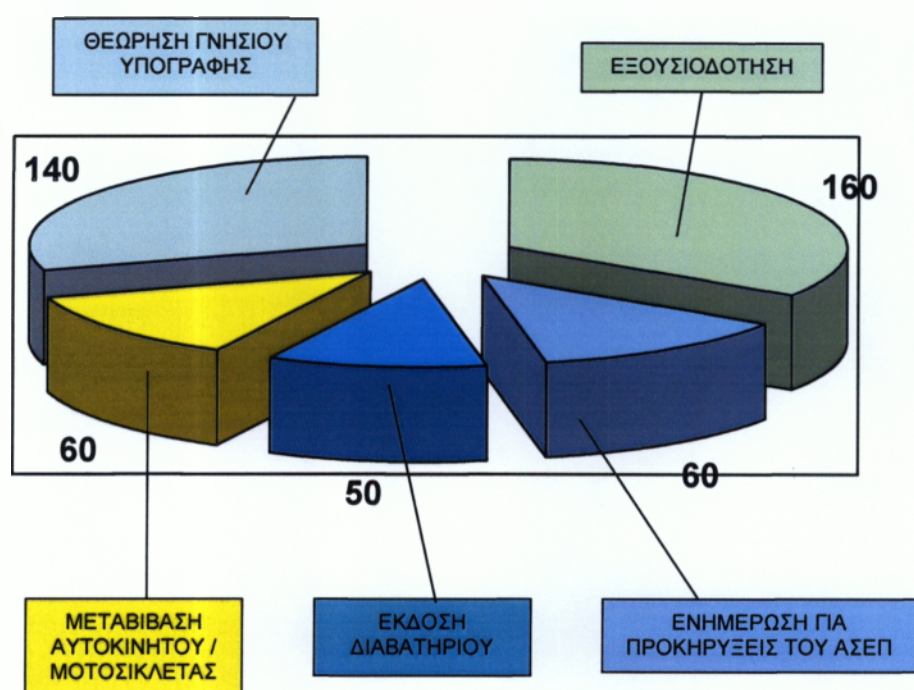 ΘΕΩΡΗΣΗ ΓΝΗΣΙΟΥ
ΥΠΟΓΡΑΦΗΣ
ΕΞΟΥΣΙΟΔΟΤΗΣΗ
140
160
60
50
60
ΜΕΤΑΒΙΒΑΣΗ
ΑΥΤΟΚΙΝΗΤΟΥ /
ΜΟΤΟΣΙΚΛΕΤΑΣ
ΕΚΔΟΣΗ
ΔΙΑΒΑΤΗΡΙΟΥ
ΕΝΗΜΕΡΩΣΗ ΓΙΑ
ΠΡΟΚΗΡΥΞΕΙΣ ΤΟΥ ΑΣΕΠ